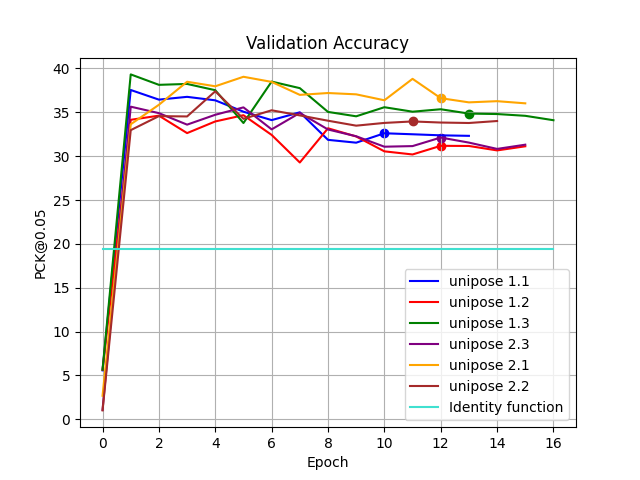 Validation Accuracy
PCK@0.05
40
35
30
25
20
15
10
5
0
0 2 4 6 8 10 12 14 16
Epoch
unipose 1.1
unipose 1.2
unipose 1.3
unipose 2.3
unipose 2.1
unipose 2.2
Identity function